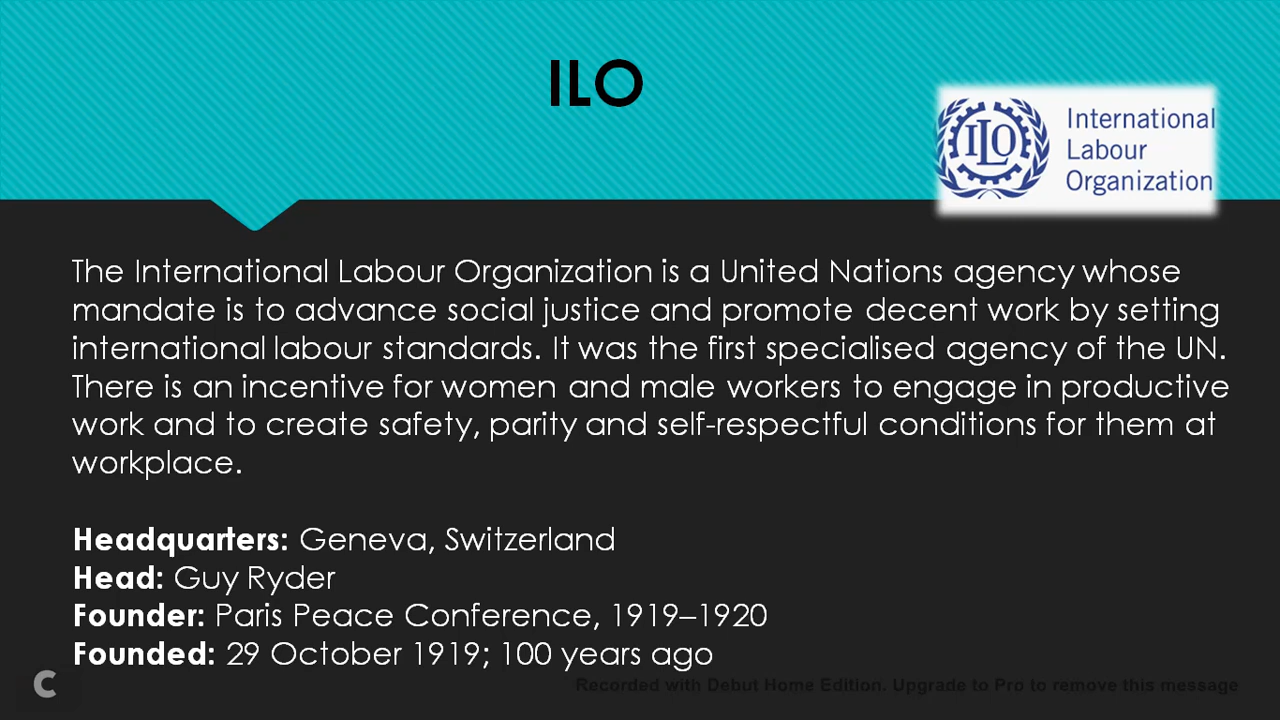 ILO
ILO
International
Labour
Organization
The International Labour Organization is a United Nations agency whose
mandate is to advance social justice and promote decent work by setting
international labour standards. It was the first specialised agency of the UN.
There is an incentive for women and male workers to engage in productive
work and to create safety, parity and self-respectful conditions for them at
workplace.
Headquarters: Geneva, Switzerland
Head: Guy Ryder
Founder: Paris Peace Conference, 1919–1920
Founded: 29 October 1919; 100 years ago
C
Recorded with Debut Home Edition. Upgrade to Pro to remove this message